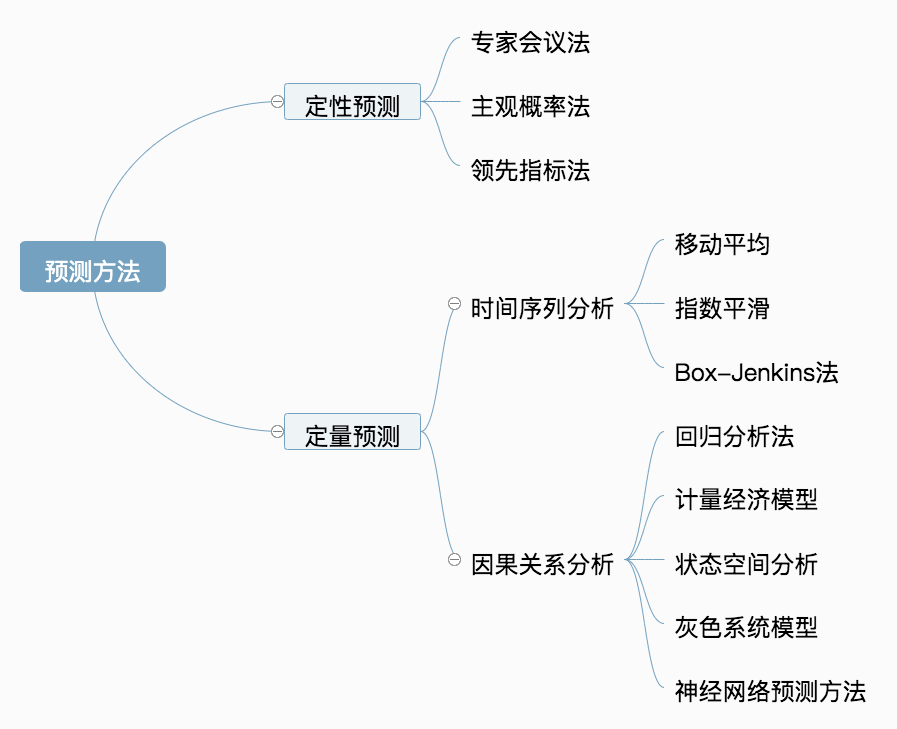 预测方法
定性预测
专家会议法
主观概率法
领先指标法
定量预测
时间序列分析
移动平均
指数平滑
Box-Jenkins法
因果关系分析
回归分析法
计量经济模型
状态空间分析
灰色系统模型
神经网络预测方法